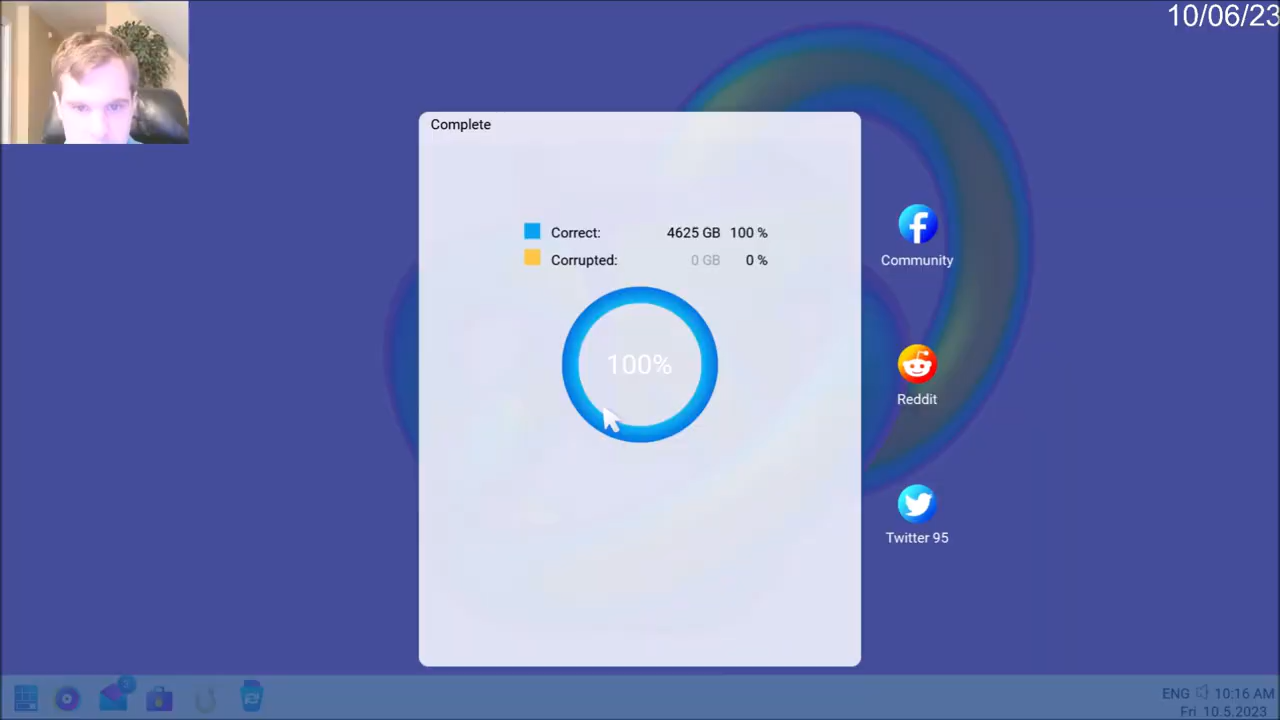 10/06/23
Complete
Correct: 4625 GB 100 %
Corrupted: 0 GB 0 %
100%
Community
Reddit
Twitter 95
ENG 10:16 AM
Fri 10.5.2023